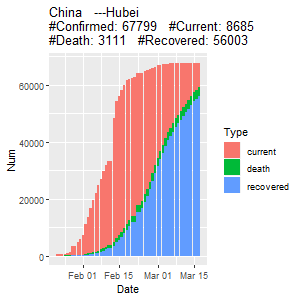 China   ---Hubei
#Confirmed: 67799   #Current: 8685
#Death: 3111   #Recovered: 56003
60000
40000
20000
0
Num
Feb 01 Feb 15 Mar 01 Mar 15
Date
Type
current
death
recovered